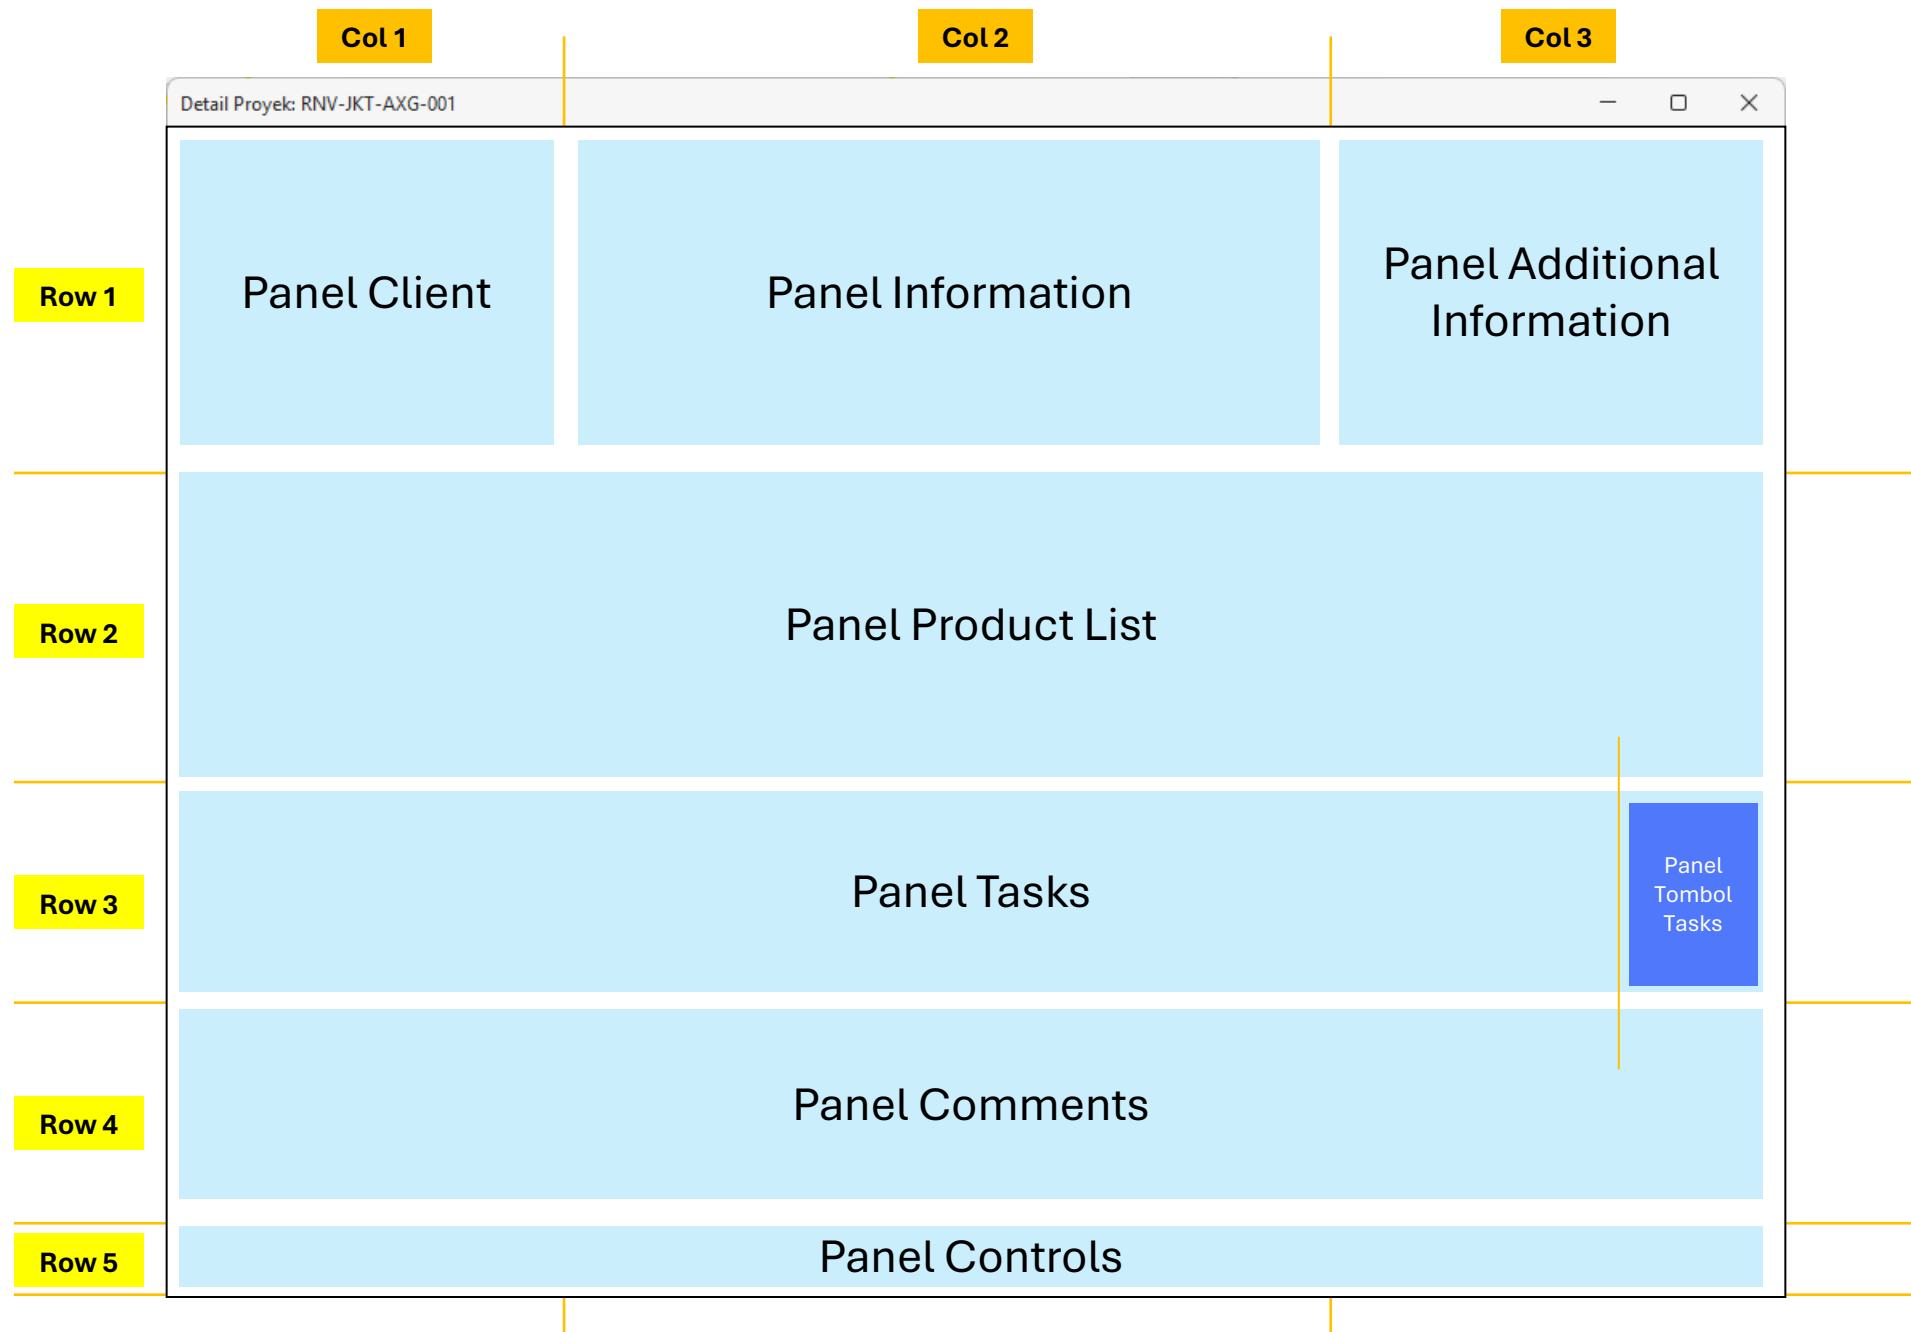 Col 1
Col 2
Col 3
Detail Proyek: RNV-JKT-AXG-001
Row 1
Panel Client
Panel Information
Panel Additional
Information
Row 2
Panel Product List
Row 3
Panel Tasks
Panel
Tombol
Tasks
Row 4
Panel Comments
Row 5
Panel Controls